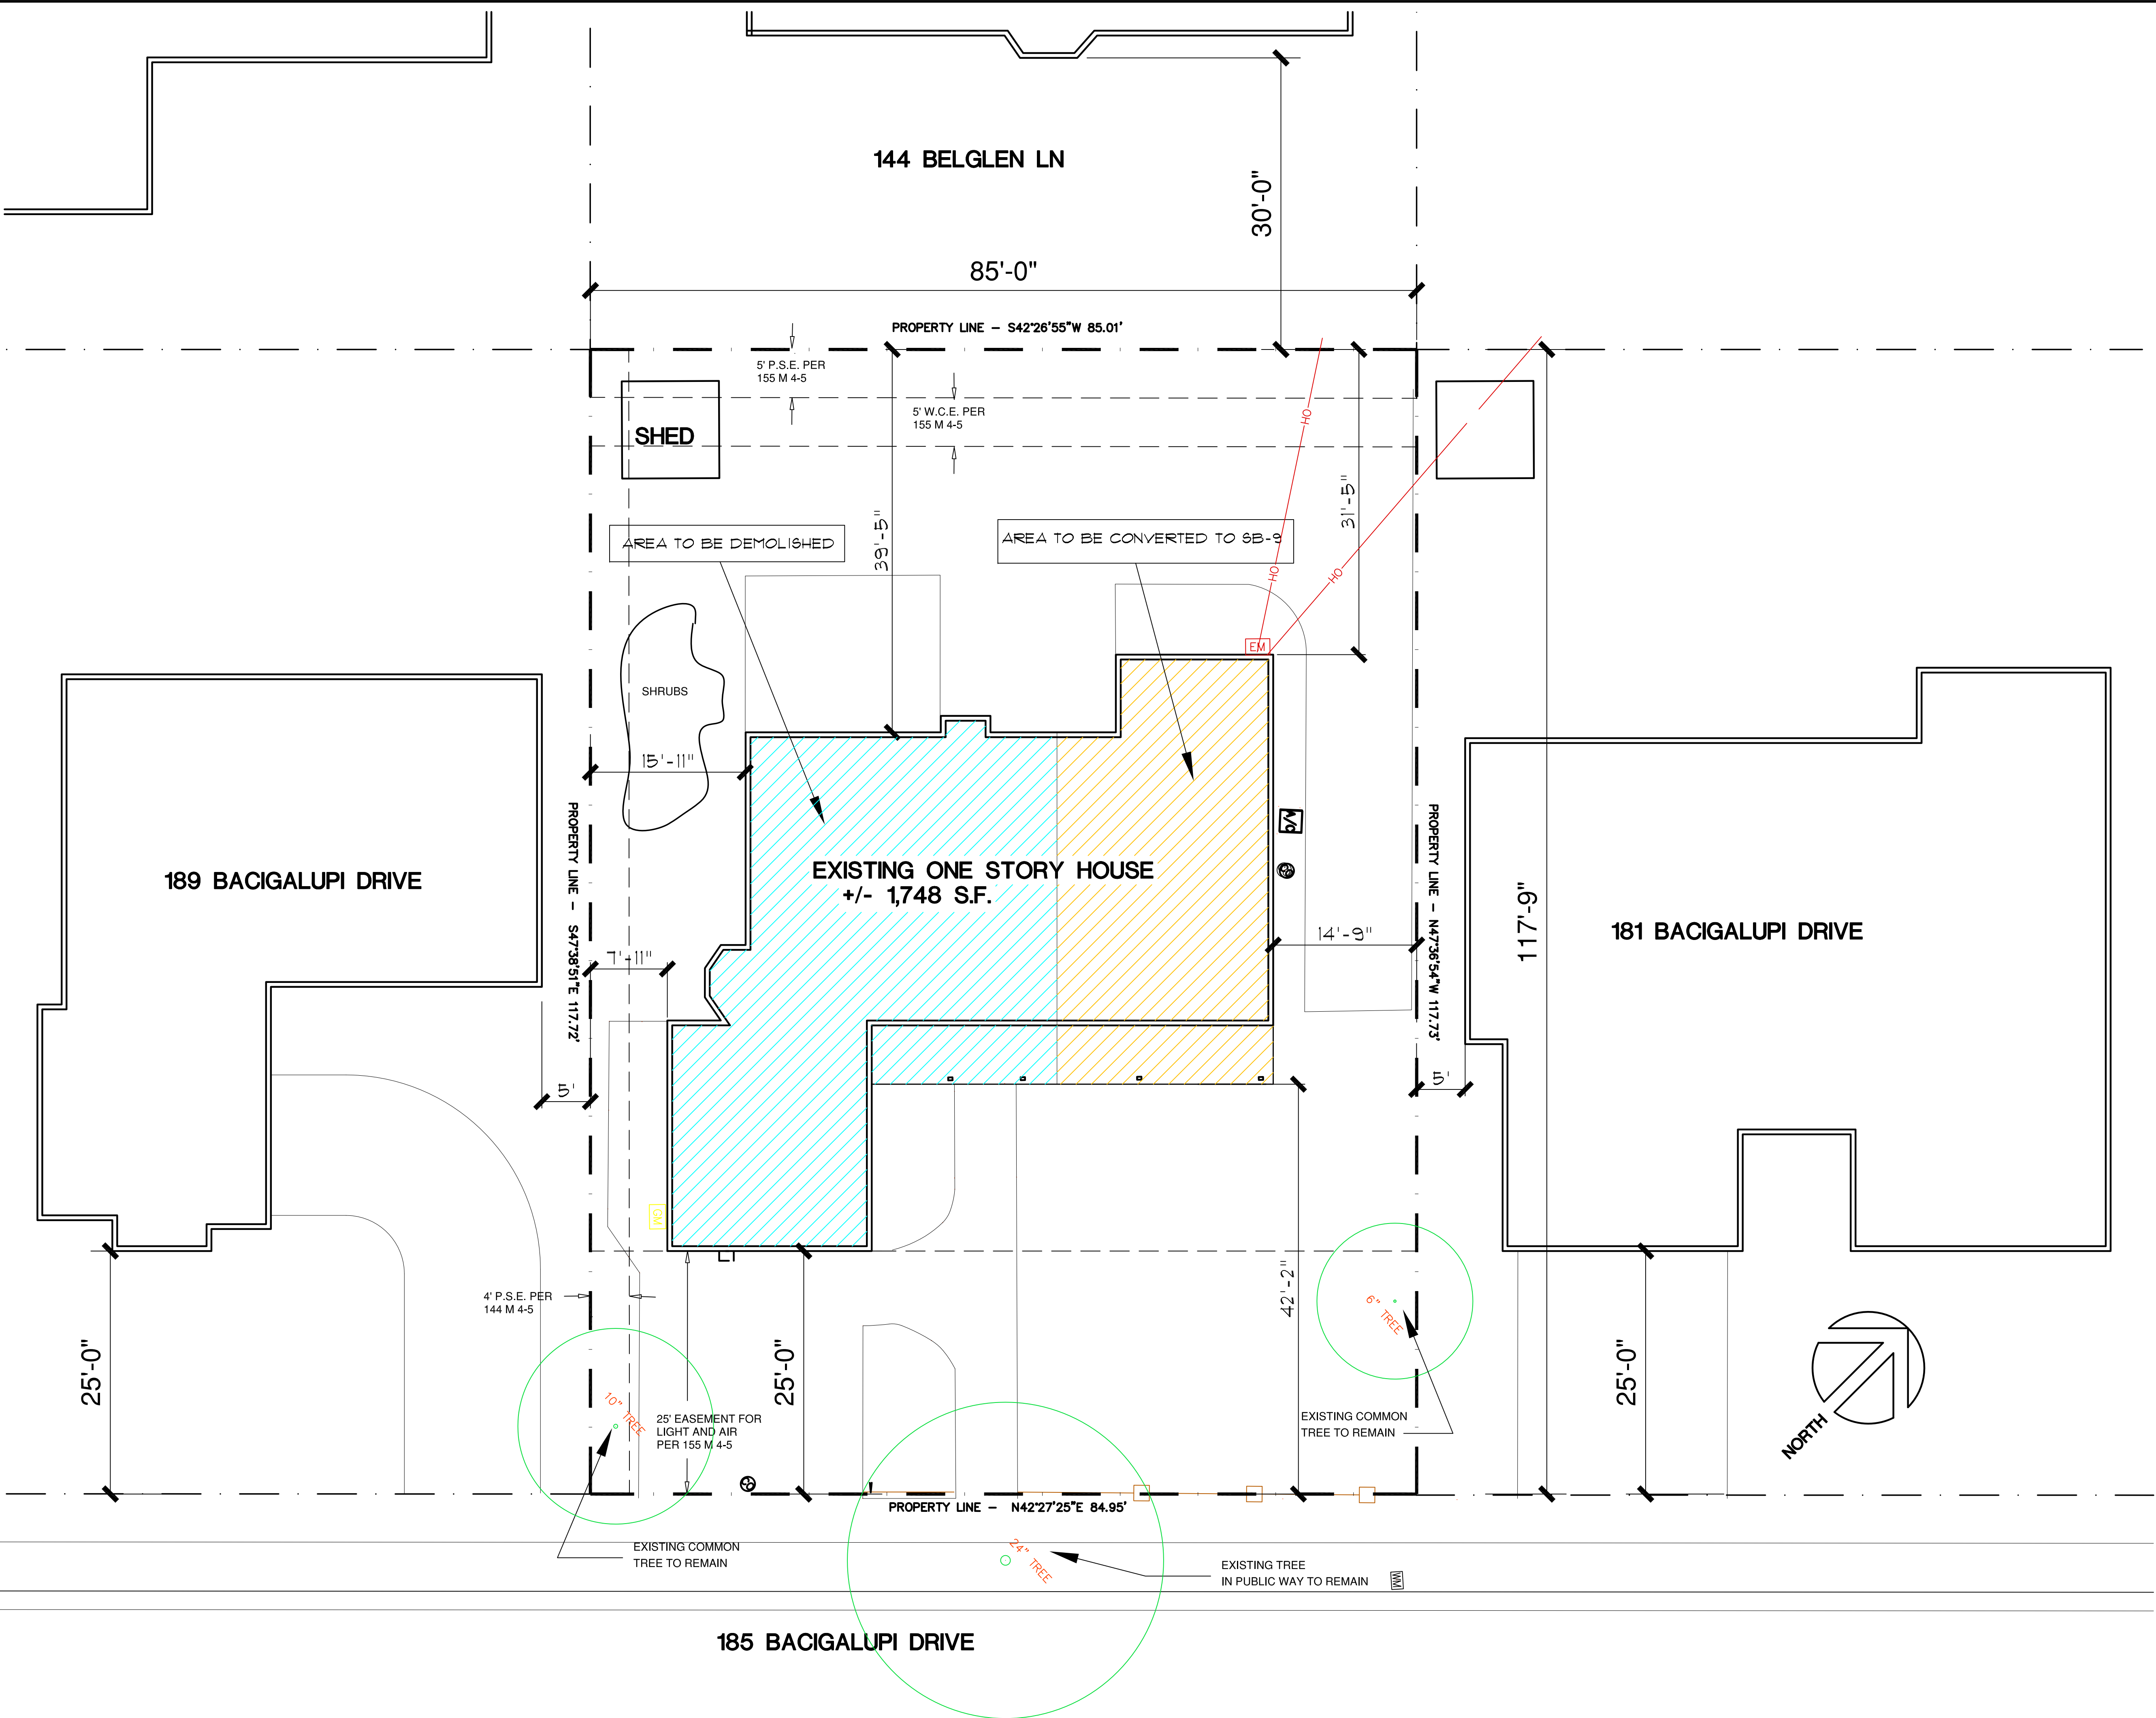 144 BELGLEN LN
30'-0"
85'-0"
PROPERTY LINE – S42°26'55"W 85.01'
5' P.S.E. PER
155 M 4-5
5' W.C.E. PER
155 M 4-5
SHED
OH
39'-5"
31'-5"
AREA TO BE DEMOLISHED
AREA TO BE CONVERTED TO SB-9
OH
OH
EM
SHRUBS
15'-11"
PROPERTY LINE – S47°38'51"E 117.72'
PROPERTY LINE – N47°36'54"W 117.73'
A/C
EXISTING ONE STORY HOUSE
+/- 1,748 S.F.
189 BACIGALUPI DRIVE
117'-9"
181 BACIGALUPI DRIVE
14'-9"
7'-11"
5'
5'
GM
42'-2"
4' P.S.E. PER
144 M 4-5
6" TREE
25'-0"
25'-0"
25'-0"
10" TREE
25' EASEMENT FOR
LIGHT AND AIR
PER 155 M 4-5
EXISTING COMMON
TREE TO REMAIN
NORTH
PROPERTY LINE – N42°27'25"E 84.95'
EXISTING COMMON
TREE TO REMAIN
24" TREE
EXISTING TREE
IN PUBLIC WAY TO REMAIN
WM
185 BACIGALUPI DRIVE